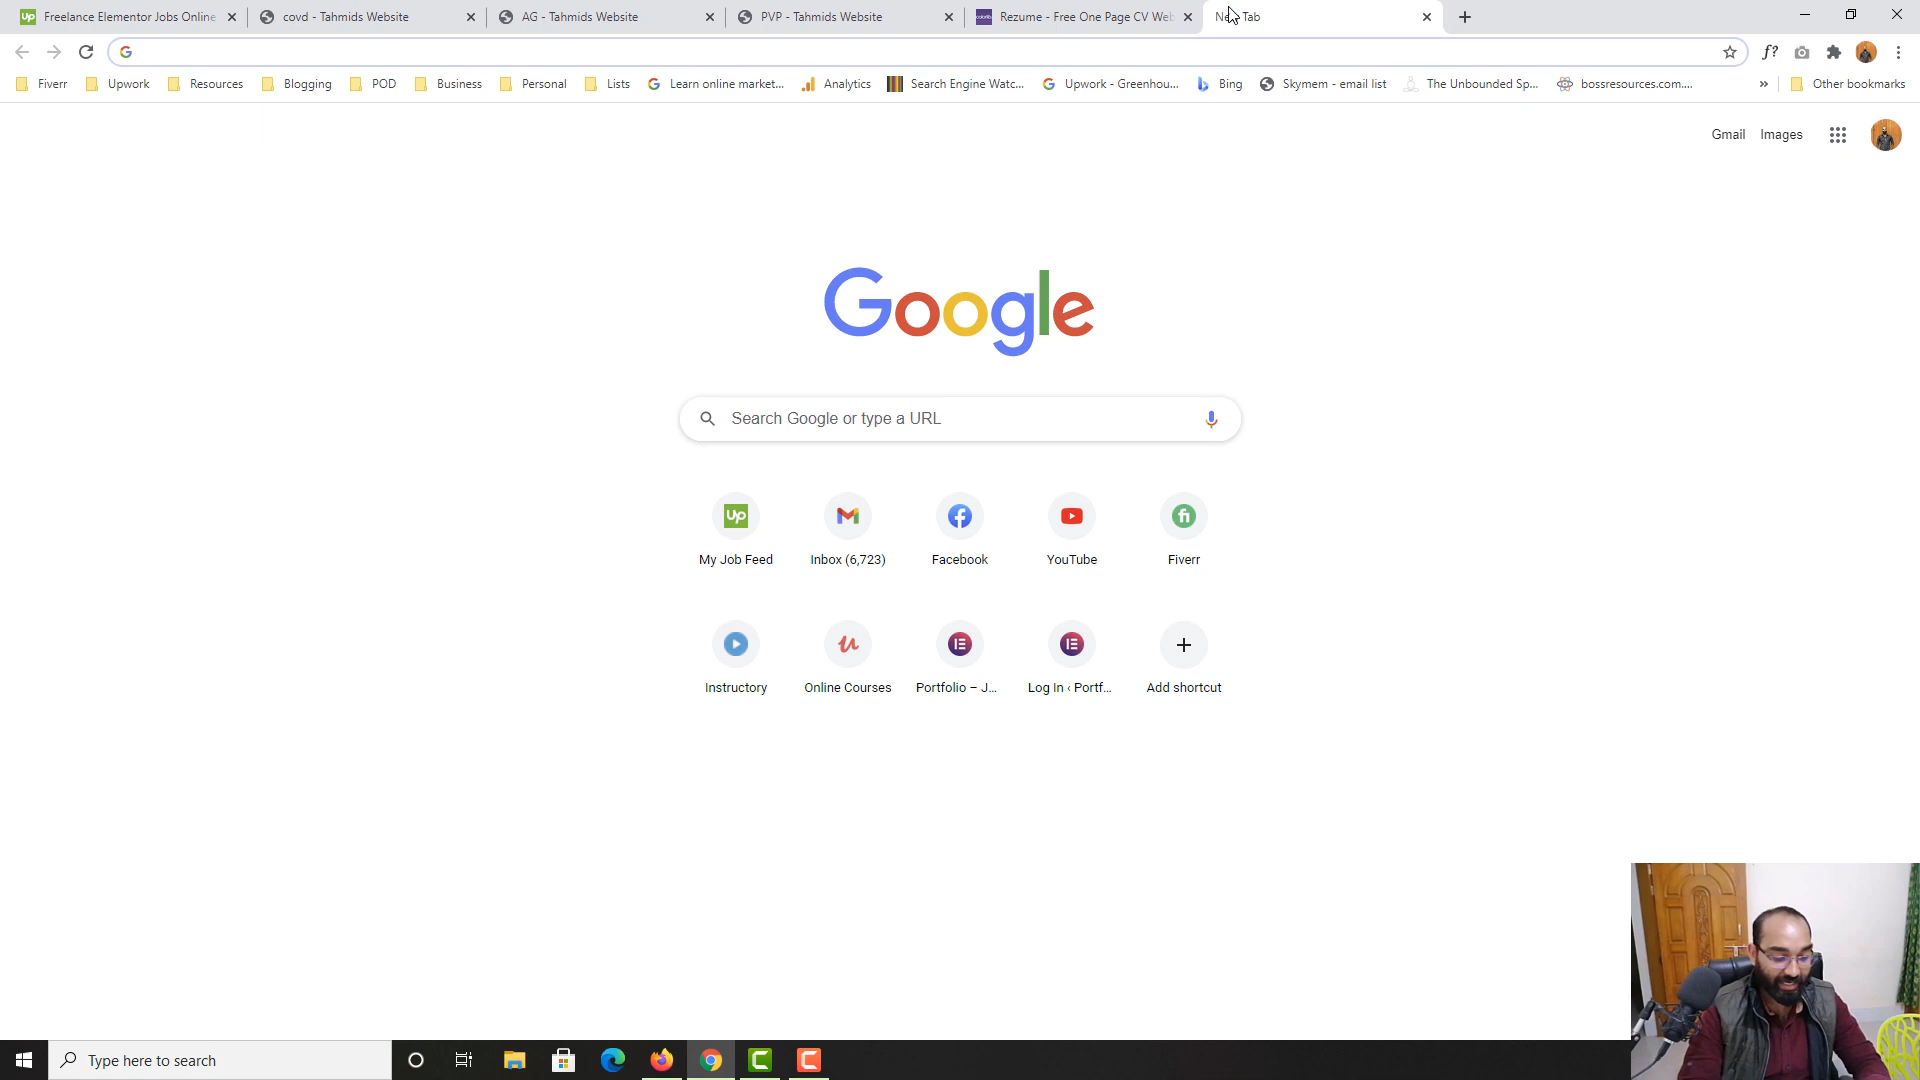 Freelance Elementor Jobs Online
covd - Tahmids Website
AG - Tahmids Website
PVP - Tahmids Website
Rezume - Free One Page CV Web
New Tab
Fiverr
Upwork
Resources
Blogging
POD
Business
Personal
Lists
Learn online market...
Analytics
Search Engine Watc...
Upwork - Greenhou...
Bing
Skymem - email list
The Unbounded Sp...
bossresources.com....
»
Other bookmarks
Gmail
Images
Google
Search Google or type a URL
My Job Feed
Inbox (6,723)
Facebook
YouTube
Fiverr
Instructory
Online Courses
Portfolio – J...
Log In ‹ Portf...
Add shortcut
Type here to search